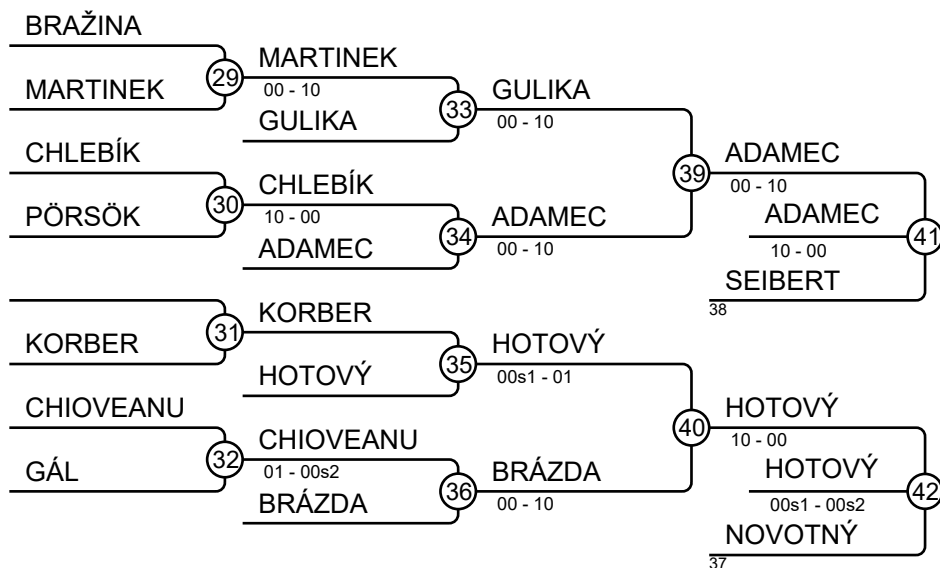 BRAŽINA
MARTINEK
29
MARTINEK
00 - 10
GULIKA
33
GULIKA
00 - 10
CHLEBÍK
PÖRSÖK
30
CHLEBÍK
10 - 00
ADAMEC
34
ADAMEC
00 - 10
39
ADAMEC
00 - 10
ADAMEC
10 - 00
41
SEIBERT
38
KORBER
31
KORBER
HOTOVÝ
35
HOTOVÝ
00s1 - 01
CHIOVEANU
GÁL
32
CHIOVEANU
01 - 00s2
BRÁZDA
36
BRÁZDA
00 - 10
40
HOTOVÝ
10 - 00
HOTOVÝ
00s1 - 00s2
42
NOVOTNÝ
37